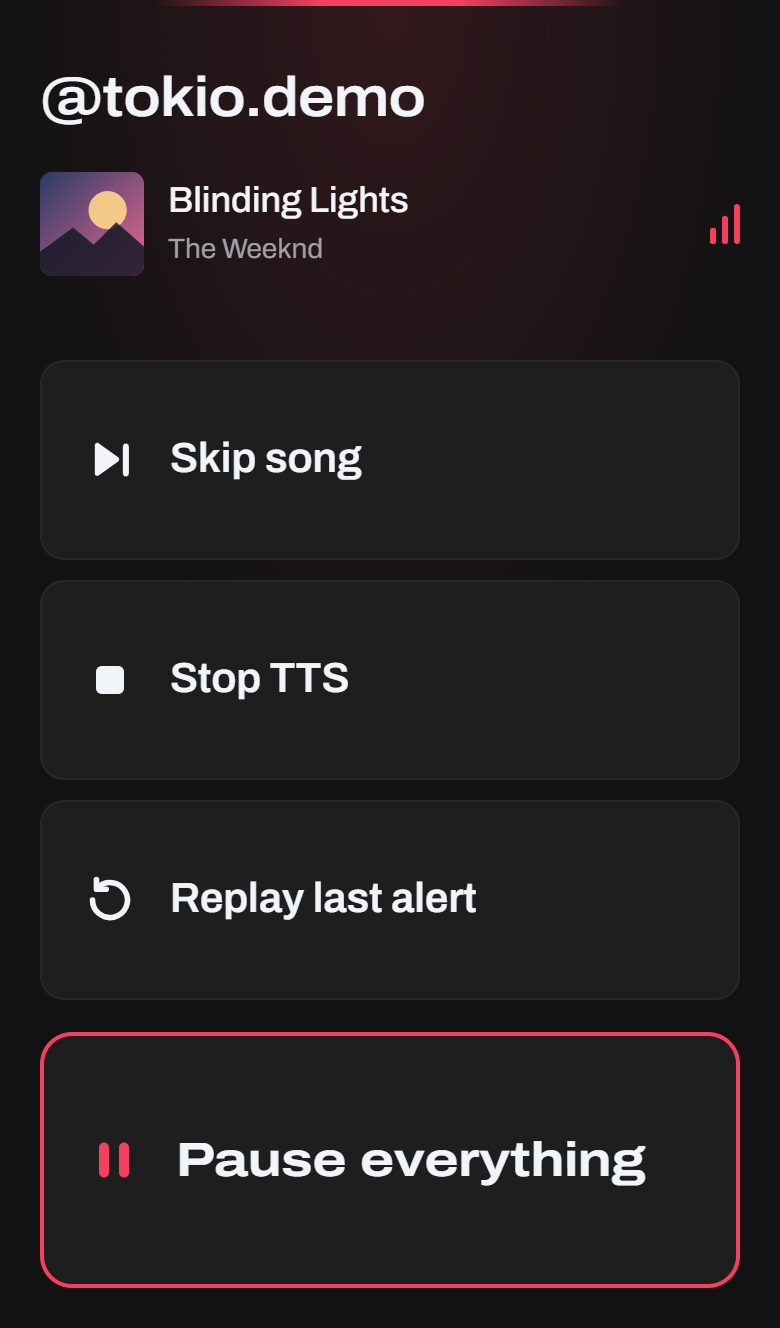 @tokio.demo
Blinding Lights
The Weeknd
Skip song
Stop TTS
Replay last alert
Pause everything